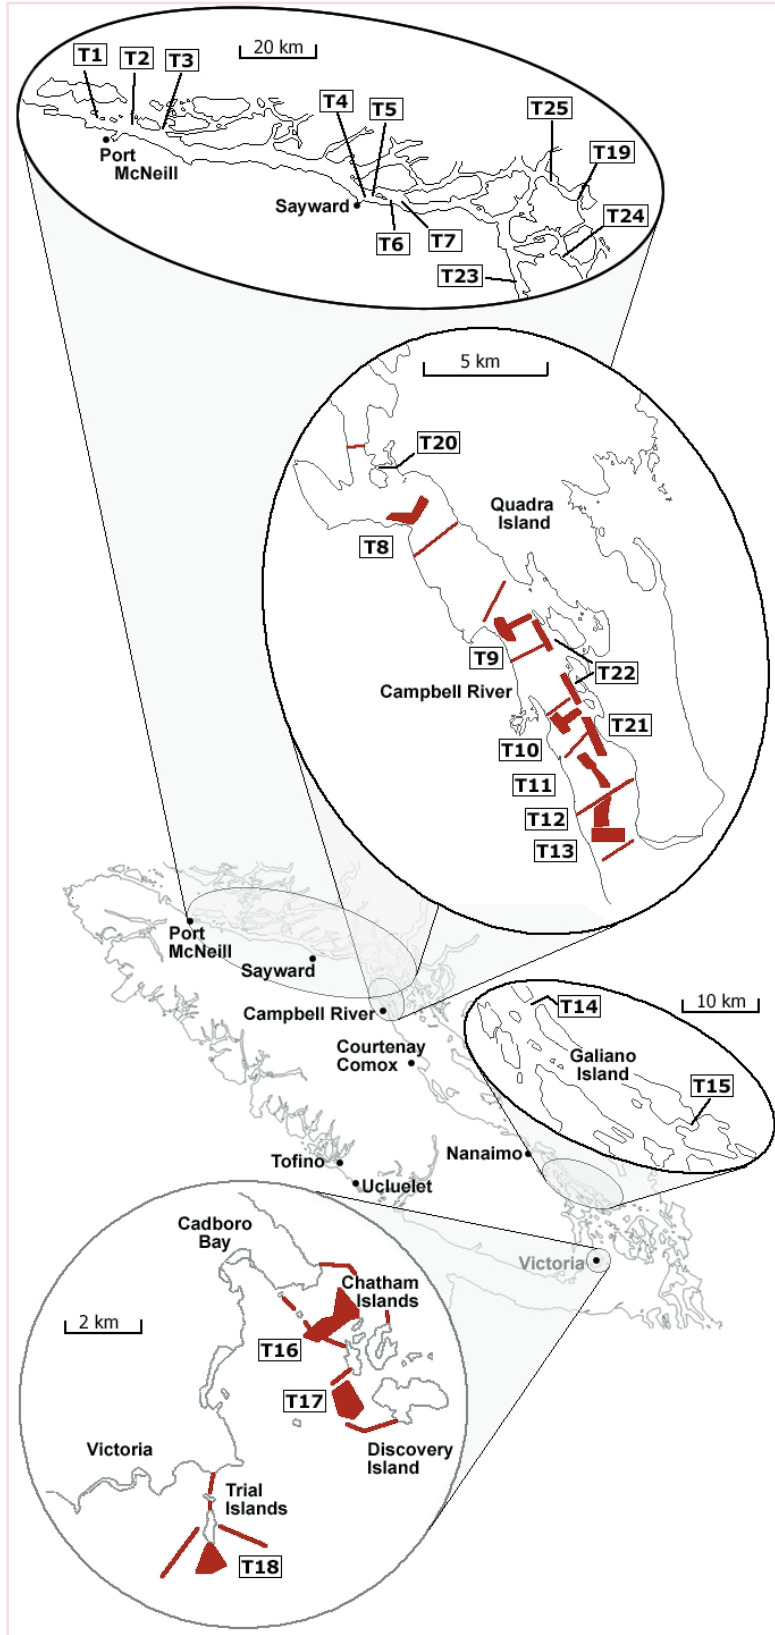 20 km
T1
T2
T3
T4
T5
T25
Port
McNeill
T19
Sayward
T24
T6
T7
T23
5 km
T20
Quadra
Island
T8
T9
T22
Campbell River
T21
T10
T11
T12
T13
Port
McNeill
Sayward
T14
10 km
Campbell River
Courtenay
Comox
Galiano
Island
T15
Nanaimo
Tofino
Ucluelet
Cadboro
Bay
Victoria
Chatham
Islands
2 km
T16
T17
Victoria
Discovery
Island
Trial
Islands
T18